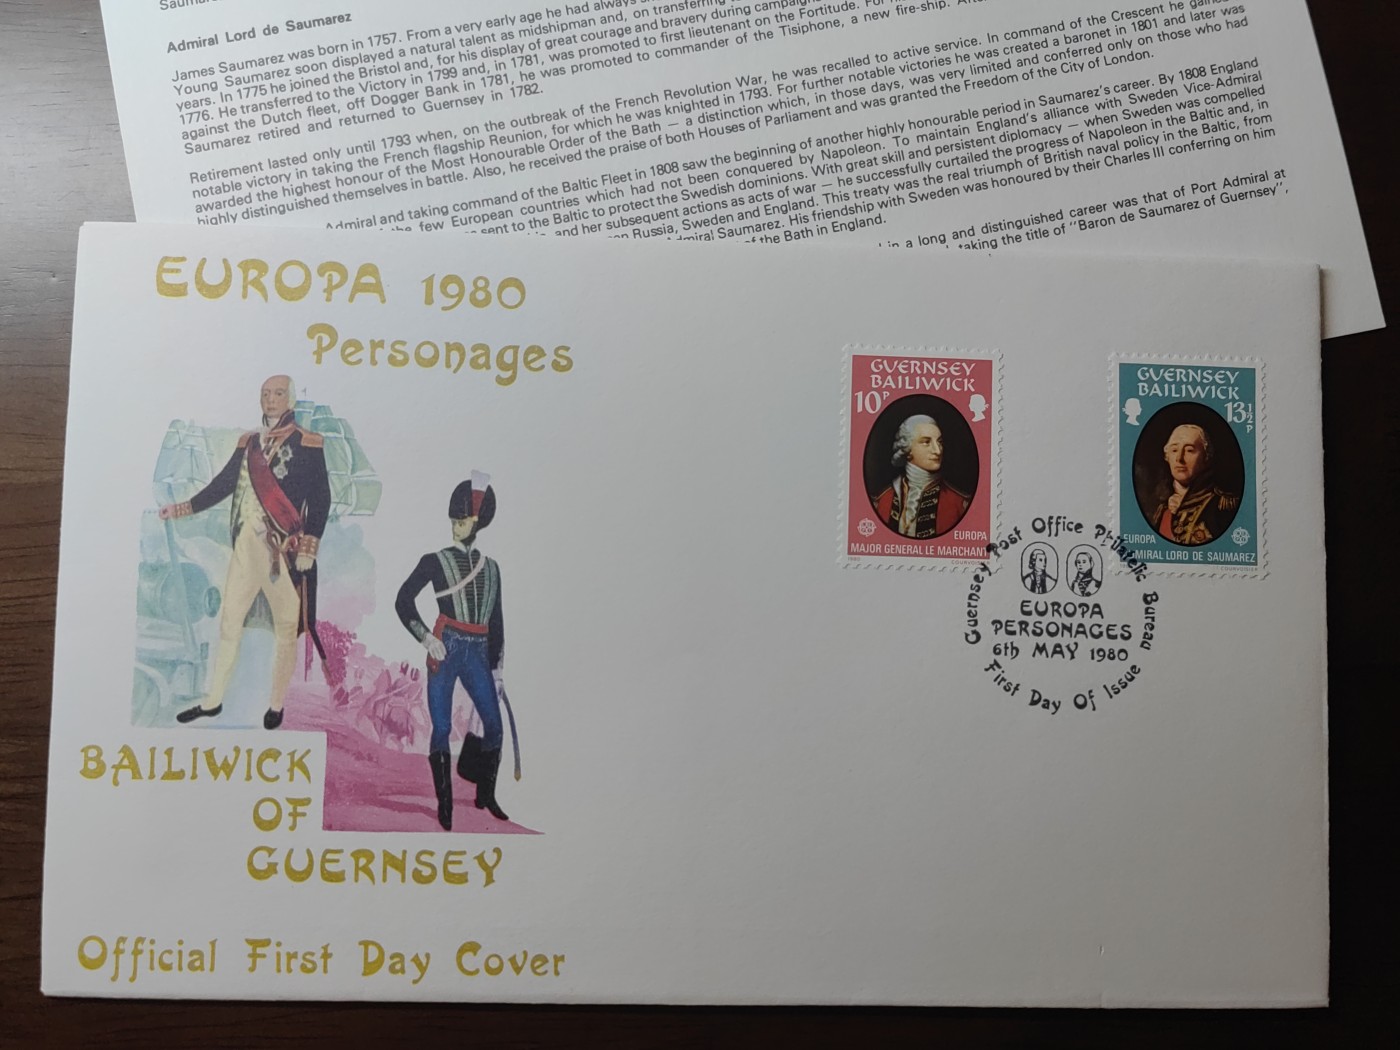 Admiral Lord de Saumarez
James Saumarez was born in 1757. From a very early age he had always
Young Saumarez soon displayed a natural talent as midshipman and, on transferring to
years. In 1775 he joined the Bristol and, for his display of great courage and bravery during
1776. He transferred to the Victory in 1799 and, in 1781, was promoted to first lieutenant on the Fortitude. For
against the Dutch fleet, off Dogger Bank in 1781, he was promoted to commander of the Tisiphone, a new fire-ship.
Saumarez retired and returned to Guernsey in 1782.
Retirement lasted only until 1793 when, on the outbreak of the French Revolution War, he was recalled to active service. In command of the Crescent he gained
notable victory in taking the French flagship Reunion, for which he was knighted in 1793. For further notable victories he was created a baronet in 1801 and later was
awarded the highest honour of the Most Honourable Order of the Bath — a distinction which, in those days, was very limited and conferred only on those who had
highly distinguished themselves in battle. Also, he received the praise of both Houses of Parliament and was granted the Freedom of the City of London.
Admiral and taking command of the Baltic Fleet in 1808 saw the beginning of another highly honourable period in Saumarez's career. By 1808 England
few European countries which had not been conquered by Napoleon. To maintain England's alliance with Sweden Vice-Admiral
sent to the Baltic to protect the Swedish dominions. With great skill and persistent diplomacy — when Sweden was compelled
and her subsequent actions as acts of war — he successfully curtailed the progress of Napoleon in the Baltic and, in
Russia, Sweden and England. This treaty was the real triumph of British naval policy in the Baltic, from
Admiral Saumarez. His friendship with Sweden was honoured by their Charles III conferring on him
of the Bath in England.
in a long and distinguished career was that of Port Admiral at
taking the title of "Baron de Saumarez of Guernsey",
EUROPA 1980
Personages
BAILIWICK
OF
GUERNSEY
Official First Day Cover
GUERNSEY
BAILIWICK
10P
EUROPA
MAJOR GENERAL LE MARCHANT
1980 COURVOISIER
GUERNSEY
BAILIWICK
13½P
EUROPA
ADMIRAL LORD DE SAUMAREZ
COURVOISIER
Guernsey Post Office Philatelic Bureau
EUROPA
PERSONAGES
6th MAY 1980
First Day Of Issue